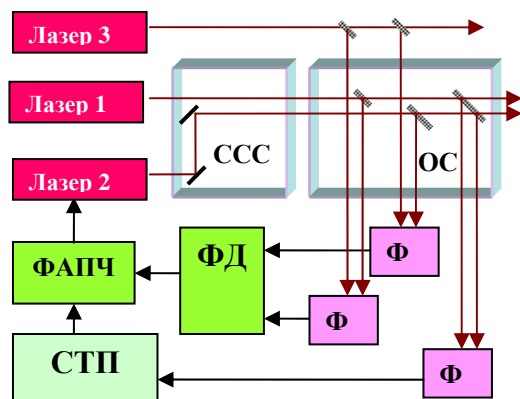 Лазер 3
Лазер 1
ССС
ОС
Лазер 2
ФАПЧ
ФД
Ф
Ф
СТП
Ф